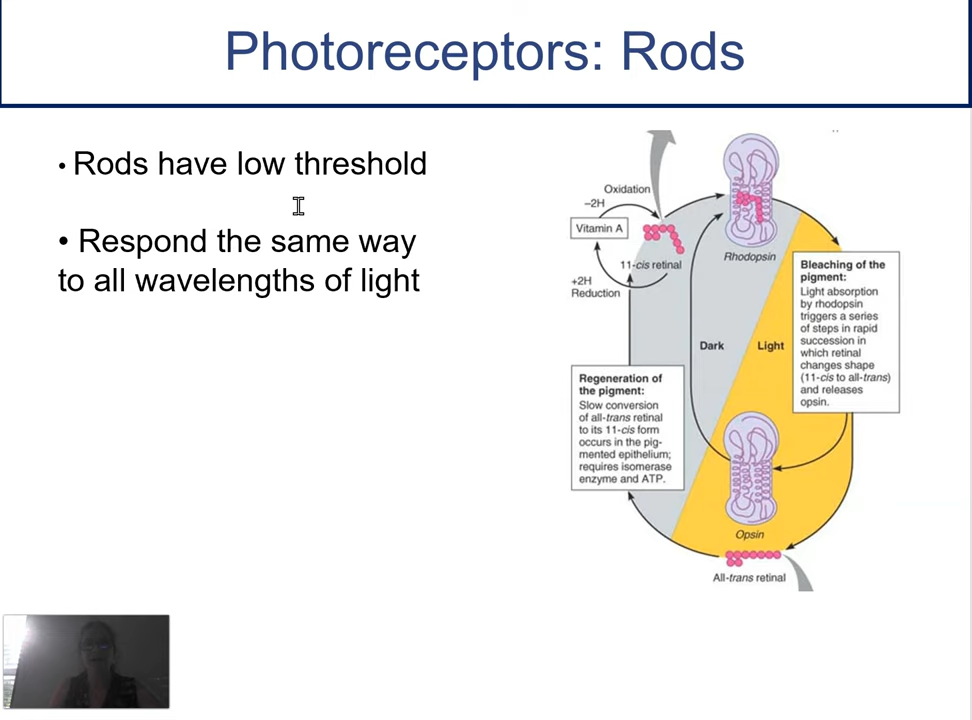 Photoreceptors: Rods
• Rods have low threshold
• Respond the same way
to all wavelengths of light
Oxidation
–2H
Vitamin A
11-cis retinal
+2H
Reduction
Rhodopsin
Bleaching of the
pigment:
Light absorption
by rhodopsin
triggers a series
of steps in rapid
succession in
which retinal
changes shape
(11-cis to all-trans)
and releases
opsin.
Dark
Light
Regeneration of
the pigment:
Slow conversion
of all-trans retinal
to its 11-cis form
occurs in the pig-
mented epithelium;
requires isomerase
enzyme and ATP.
Opsin
All-trans retinal